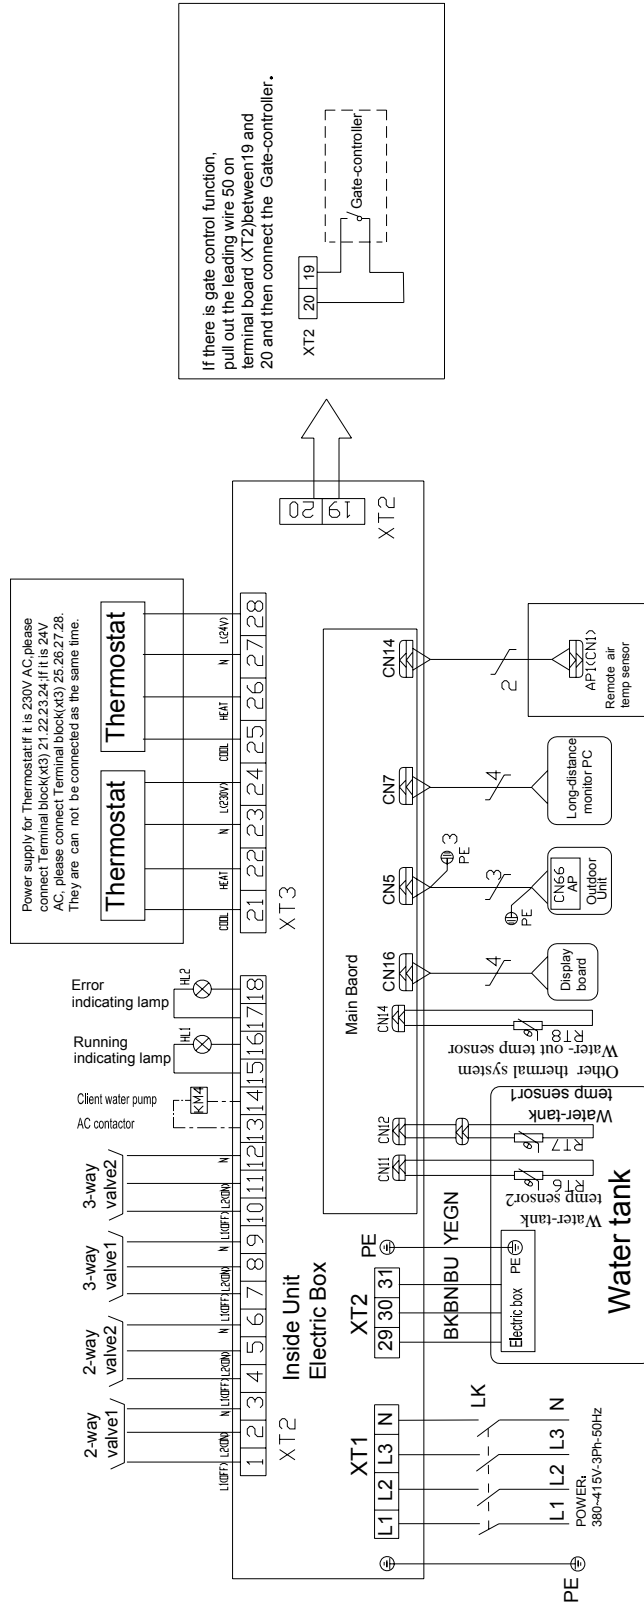 If there is gate control function,
pull out the leading wire 50 on
terminal board (XT2)between19 and
20 and then connect the Gate-controller.
XT2
20 19
Gate-controller
Power supply for Thermostat:If it is 230V AC,please
connect Terminal block(xt3) 21.22.23.24;If it is 24V
AC, please connect Terminal block(xt3) 25.26.27.28.
They are can not be connected as the same time.
Thermostat
Thermostat
COOL HEAT N L(230V) COOL HEAT N L(24V)
21 22 23 24 25 26 27 28
XT3
20 19
XT2
2-way
valve1
2-way
valve2
3-way
valve1
3-way
valve2
AC contactor
Client water pump
KM4
Running
indicating lamp
HL1
Error
indicating lamp
HL2
L1(OFF) L2(ON) N L1(OFF) L2(ON) N L1(OFF) L2(ON) N L1(OFF) L2(ON) N
1 2 3 4 5 6 7 8 9 10 11 12 13 14 15 16 17 18
XT2
Inside Unit
Electric Box
Main Baord
XT1
L1 L2 L3 N
LK
L1 L2 L3 N
POWER:
380~415V-3Ph-50Hz
PE
XT2
29 30 31
PE
BK BN BU YEGN
Electric box
PE
Water tank
CN11
RT6
Water-tank
temp sensor2
CN12
RT7
Water-tank
temp sensor1
CN14
RT8
Other thermal system
Water- out temp sensor
CN16
4
Display
board
CN5
3
PE
3
PE
CN66
AP
Outdoor
Unit
CN7
4
Long-distance
monitor PC
CN14
2
AP1(CN1)
Remote air
temp sensor